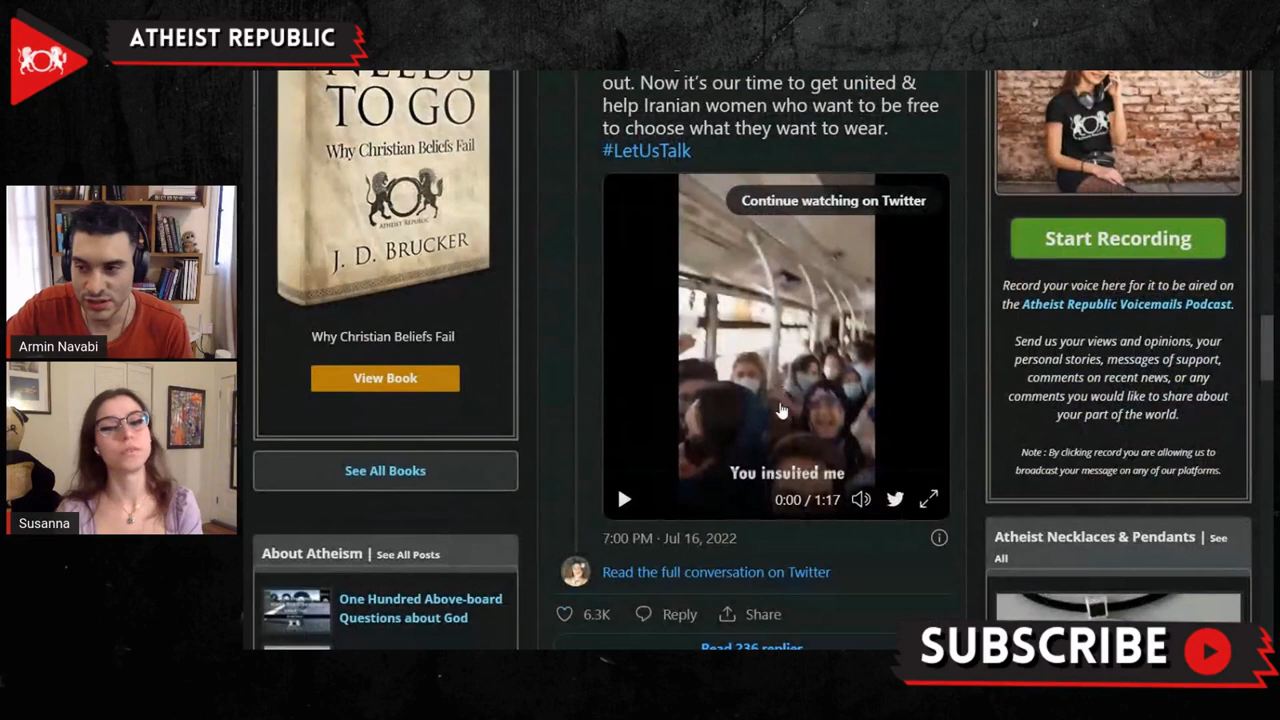 ATHEIST REPUBLIC
Armin Navabi
Susanna
TO GO
Why Christian Beliefs Fail
ATHEIST REPUBLIC
J. D. BRUCKER
Why Christian Beliefs Fail
View Book
See All Books
About Atheism | See All Posts
One Hundred Above-board
Questions about God
out. Now it's our time to get united &
help Iranian women who want to be free
to choose what they want to wear.
#LetUsTalk
Continue watching on Twitter
You insulted me
0:00 / 1:17
7:00 PM · Jul 16, 2022
Read the full conversation on Twitter
6.3K Reply Share
Read 236 replies
Start Recording
Record your voice here for it to be aired on
the Atheist Republic Voicemails Podcast.
Send us your views and opinions, your
personal stories, messages of support,
comments on recent news, or any
comments you would like to share about
your part of the world.
Note : By clicking record you are allowing us to
broadcast your message on any of our platforms.
Atheist Necklaces & Pendants | See
All
SUBSCRIBE